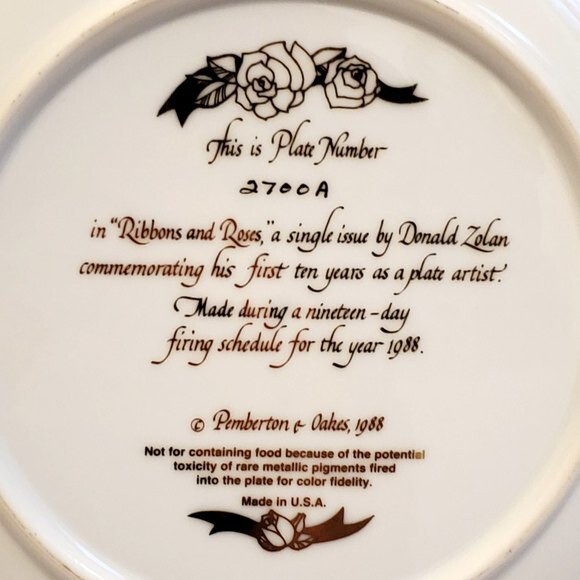 This is Plate Number
2700A
in "Ribbons and Roses," a single issue by Donald Zolan
commemorating his first ten years as a plate artist.
Made during a nineteen-day
firing schedule for the year 1988.
© Pemberton & Oakes, 1988
Not for containing food because of the potential
toxicity of rare metallic pigments fired
into the plate for color fidelity.
Made in U.S.A.